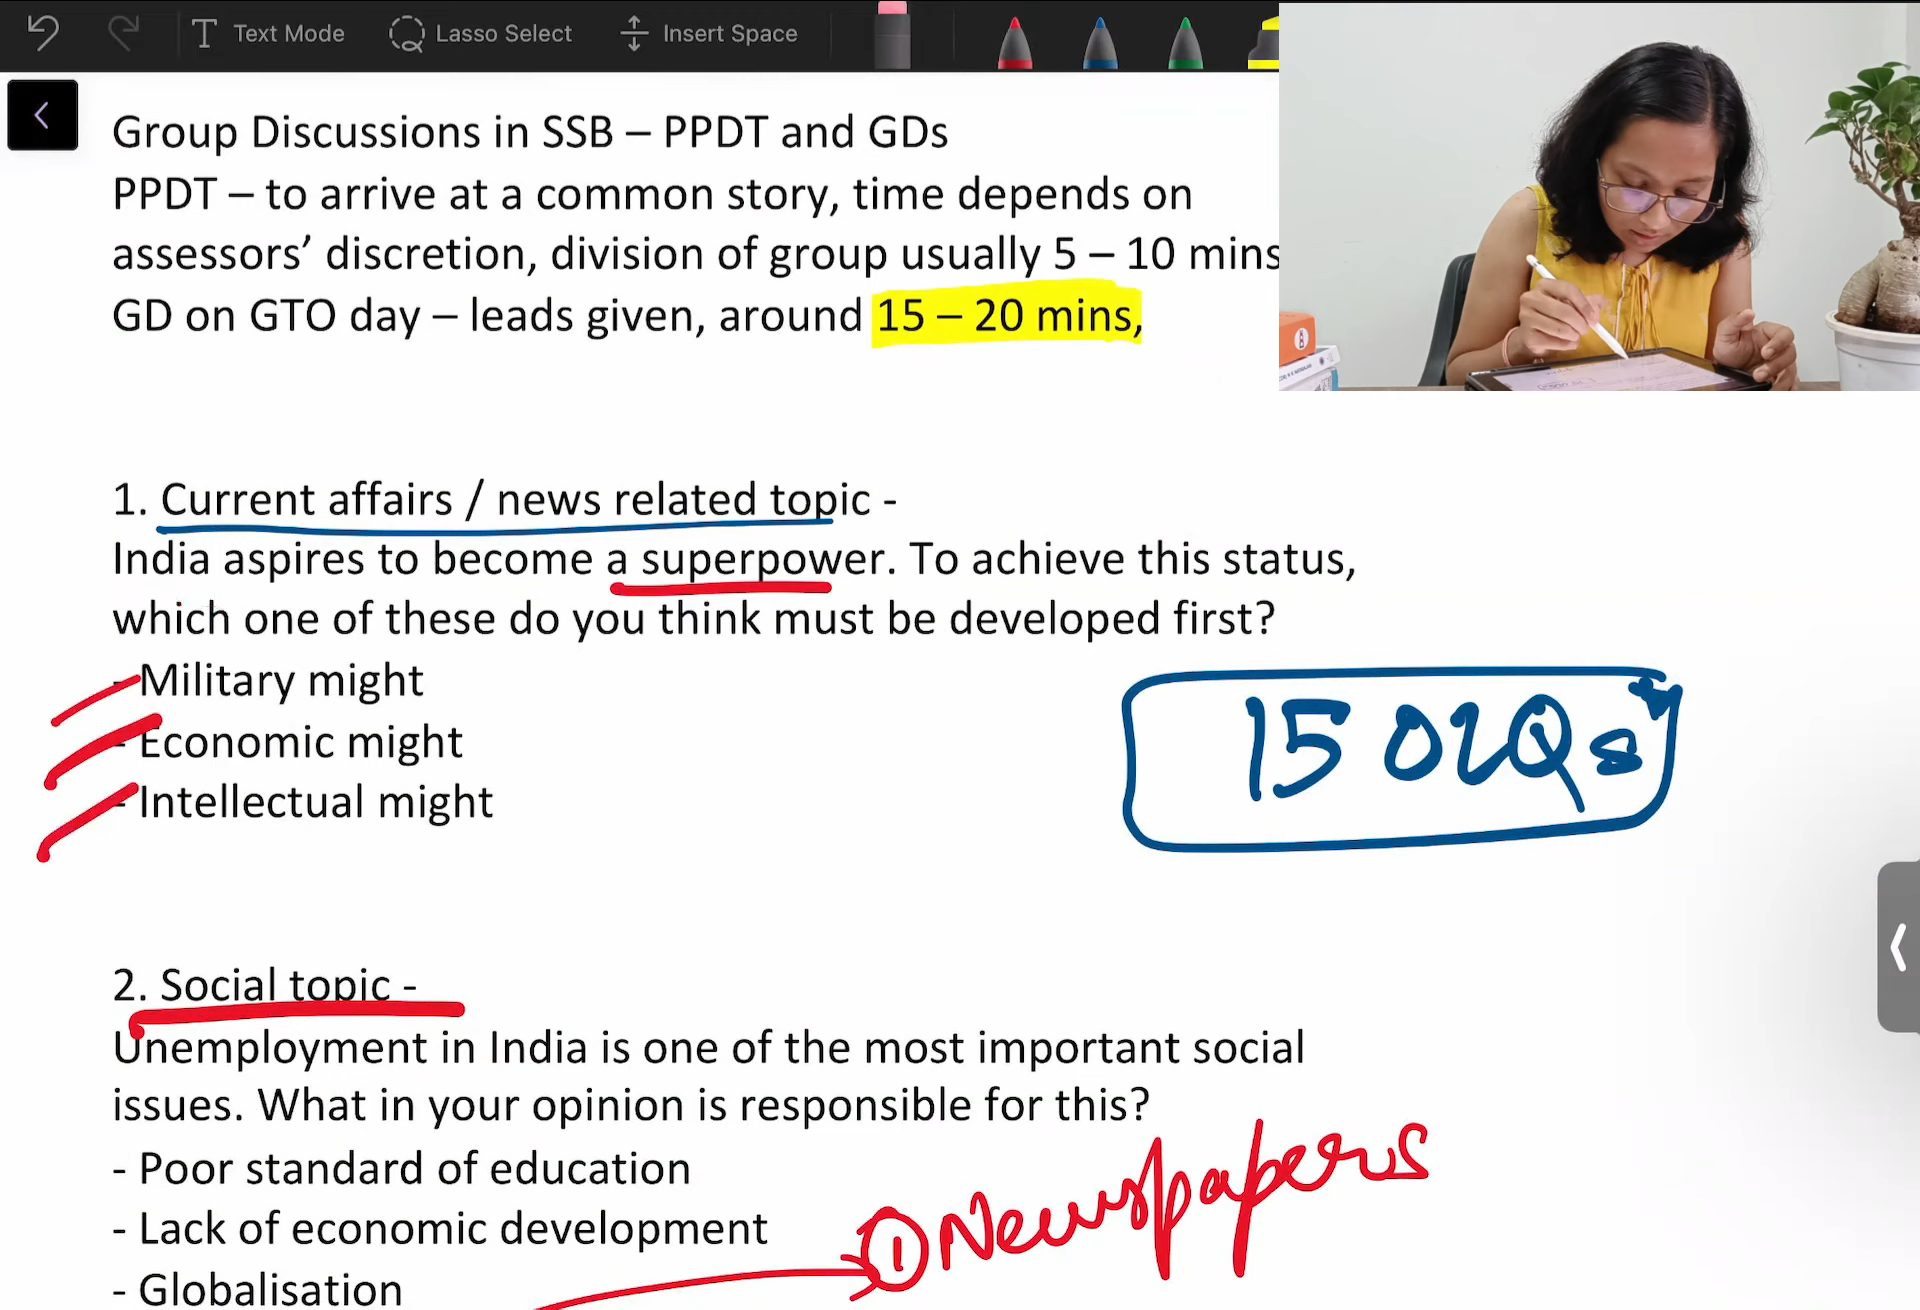 Text Mode
Lasso Select
Insert Space
Group Discussions in SSB – PPDT and GDs
PPDT – to arrive at a common story, time depends on
assessors’ discretion, division of group usually 5 – 10 mins
GD on GTO day – leads given, around 15 – 20 mins,
1. Current affairs / news related topic -
India aspires to become a superpower. To achieve this status,
which one of these do you think must be developed first?
- Military might
- Economic might
- Intellectual might
15 OLQs
2. Social topic -
Unemployment in India is one of the most important social
issues. What in your opinion is responsible for this?
- Poor standard of education
- Lack of economic development
① Newspapers
- Globalisation